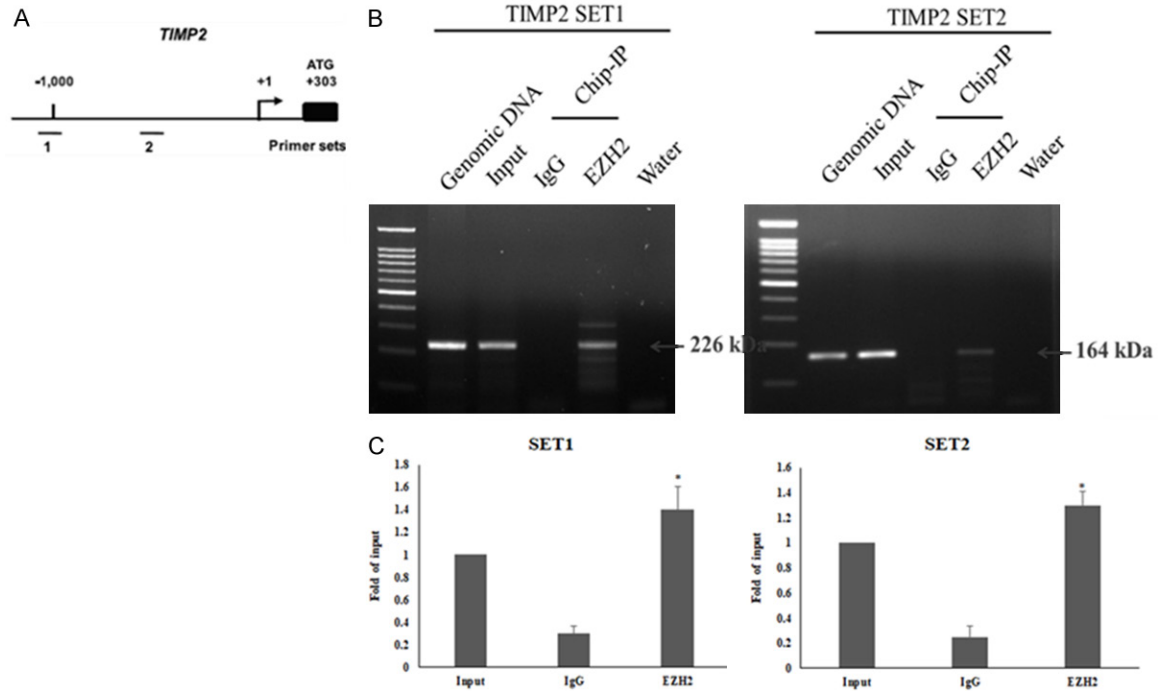 A
TIMP2
-1,000
+1
ATG
+303
1
2
Primer sets
B
TIMP2 SET1
Chip-IP
Genomic DNA
Input
IgG
EZH2
Water
226 kDa
TIMP2 SET2
Chip-IP
Genomic DNA
Input
IgG
EZH2
Water
164 kDa
C
SET1
Fold of input
1.8
1.6
1.4
1.2
1
0.8
0.6
0.4
0.2
0
*
Input
IgG
EZH2
SET2
Fold of input
1.6
1.4
1.2
1
0.8
0.6
0.4
0.2
0
*
Input
IgG
EZH2